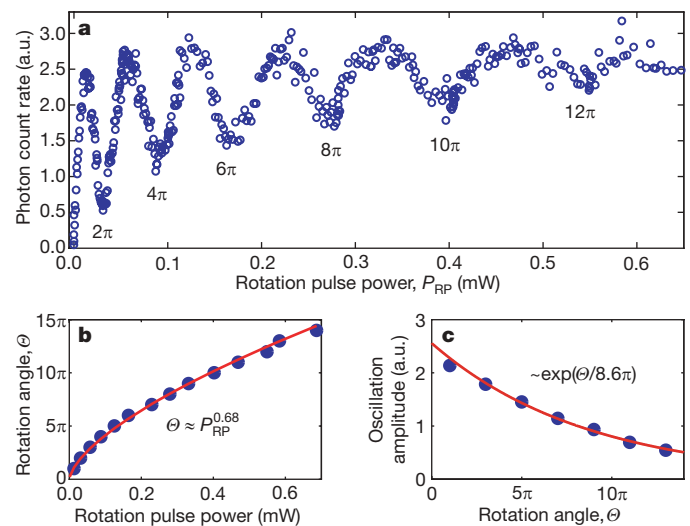 a
Photon count rate (a.u.)
3.0
2.5
2.0
1.5
1.0
0.5
0.0
2π
4π
6π
8π
10π
12π
0.0 0.1 0.2 0.3 0.4 0.5 0.6
Rotation pulse power, P_RP (mW)
b
Rotation angle, Θ
15π
10π
5π
0
Θ ≈ P_RP^0.68
0.0 0.2 0.4 0.6
Rotation pulse power (mW)
c
Oscillation
amplitude (a.u.)
3
2
1
0
~exp(Θ/8.6π)
0 5π 10π
Rotation angle, Θ